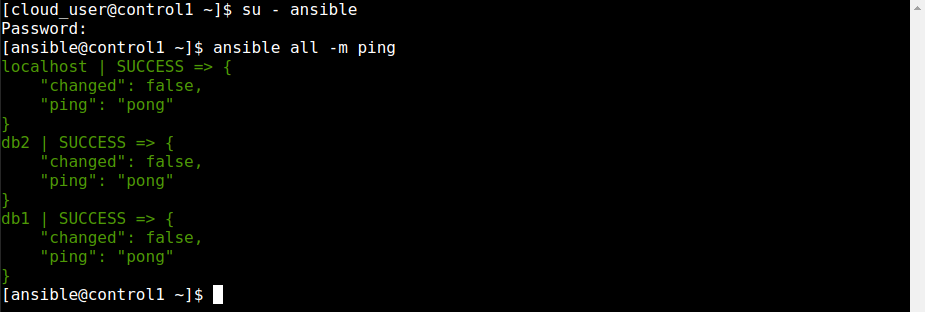 [cloud_user@control1 ~]$ su - ansible
Password:
[ansible@control1 ~]$ ansible all -m ping
localhost | SUCCESS => {
    "changed": false,
    "ping": "pong"
}
db2 | SUCCESS => {
    "changed": false,
    "ping": "pong"
}
db1 | SUCCESS => {
    "changed": false,
    "ping": "pong"
}
[ansible@control1 ~]$